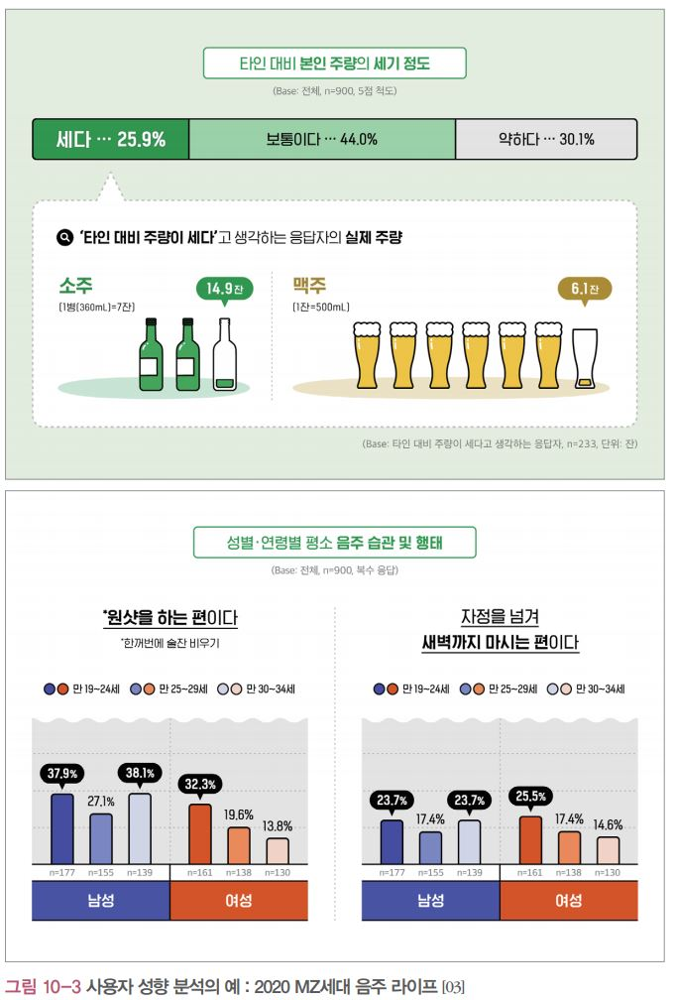 타인 대비 본인 주량의 세기 정도
(Base: 전체, n=900, 5점 척도)
세다 ··· 25.9%
보통이다 ··· 44.0%
약하다 ··· 30.1%
‘타인 대비 주량이 세다’고 생각하는 응답자의 실제 주량
소주
(1병(360mL)=7잔)
14.9잔
맥주
(1잔=500mL)
6.1잔
(Base: 타인 대비 주량이 세다고 생각하는 응답자, n=233, 단위: 잔)
성별·연령별 평소 음주 습관 및 행태
(Base: 전체, n=900, 복수 응답)
*원샷을 하는 편이다
*한꺼번에 술잔 비우기
만 19~24세 만 25~29세 만 30~34세
37.9% 27.1% 38.1% 32.3% 19.6% 13.8%
n=177 n=155 n=139 n=161 n=138 n=130
남성 여성
자정을 넘겨
새벽까지 마시는 편이다
만 19~24세 만 25~29세 만 30~34세
23.7% 17.4% 23.7% 25.5% 17.4% 14.6%
n=177 n=155 n=139 n=161 n=138 n=130
남성 여성
그림 10-3 사용자 성향 분석의 예 : 2020 MZ세대 음주 라이프 [03]